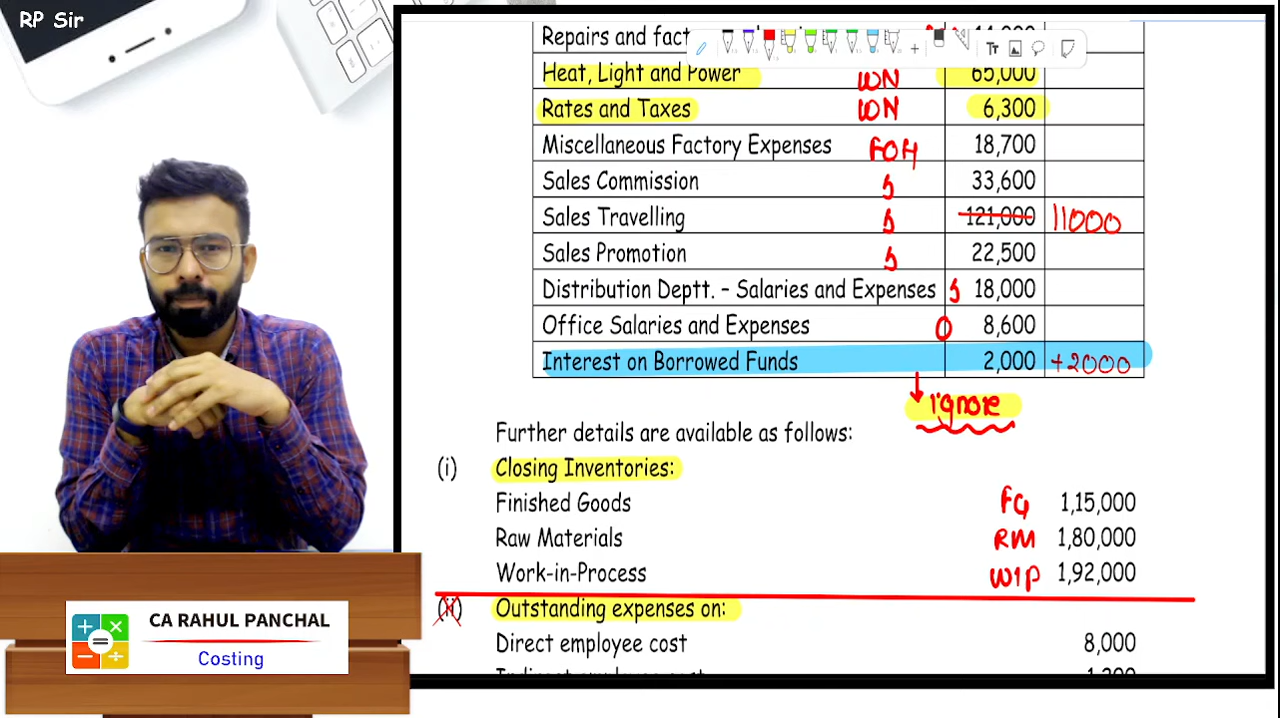 RP Sir
Repairs and fact
Heat, Light and Power WN 65,000
Rates and Taxes WN 6,300
Miscellaneous Factory Expenses FOH 18,700
Sales Commission S 33,600
Sales Travelling S 121,000 11000
Sales Promotion S 22,500
Distribution Deptt. – Salaries and Expenses S 18,000
Office Salaries and Expenses O 8,600
Interest on Borrowed Funds 2,000 +2000
ignore
Further details are available as follows:
(i) Closing Inventories:
Finished Goods FG 1,15,000
Raw Materials RM 1,80,000
Work-in-Process WIP 1,92,000
(ii) Outstanding expenses on:
Direct employee cost 8,000
CA RAHUL PANCHAL
Costing